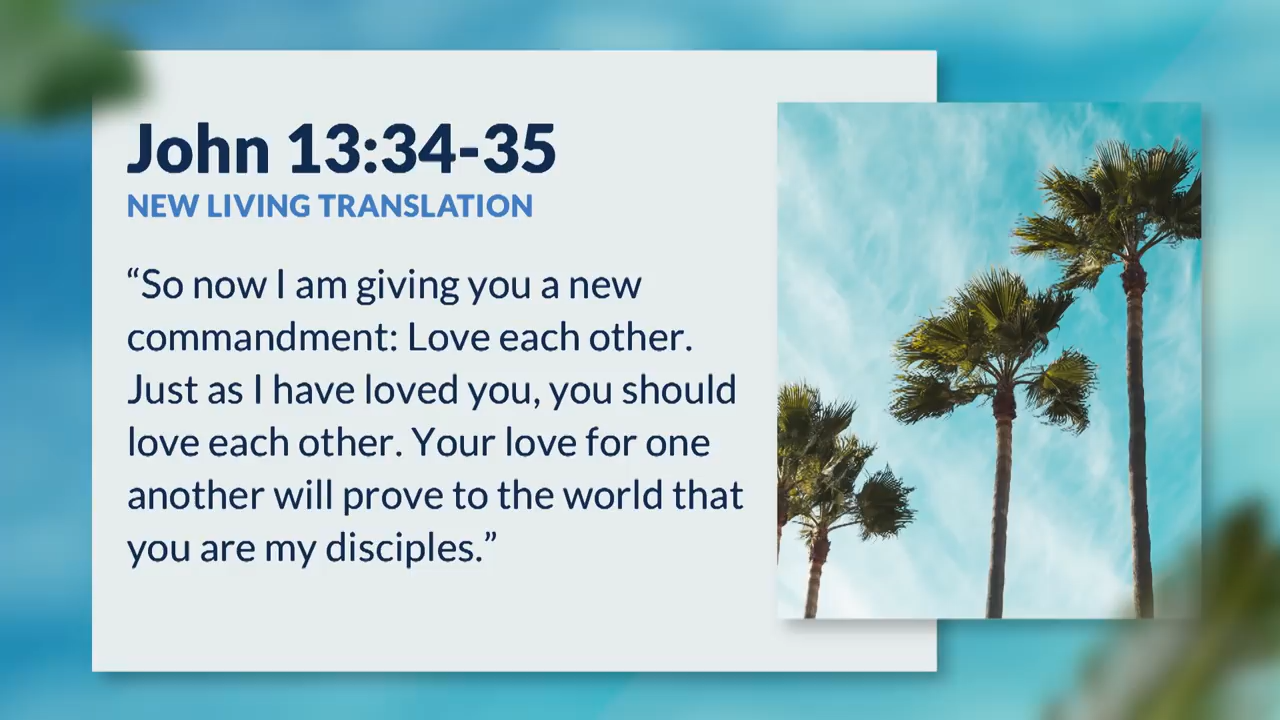 John 13:34-35
NEW LIVING TRANSLATION
“So now I am giving you a new
commandment: Love each other.
Just as I have loved you, you should
love each other. Your love for one
another will prove to the world that
you are my disciples.”